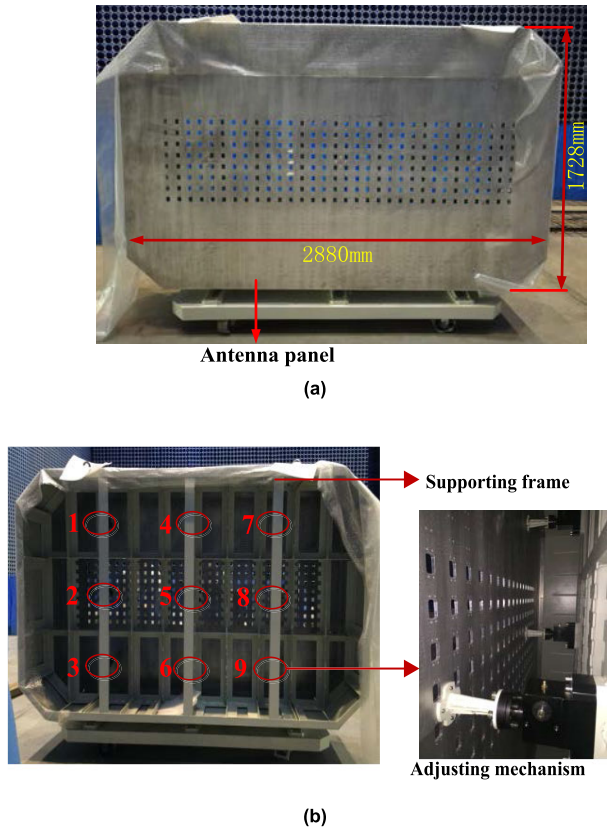 1728mm
2880mm
Antenna panel
(a)
Supporting frame
1 4 7
2 5 8
3 6 9
Adjusting mechanism
(b)